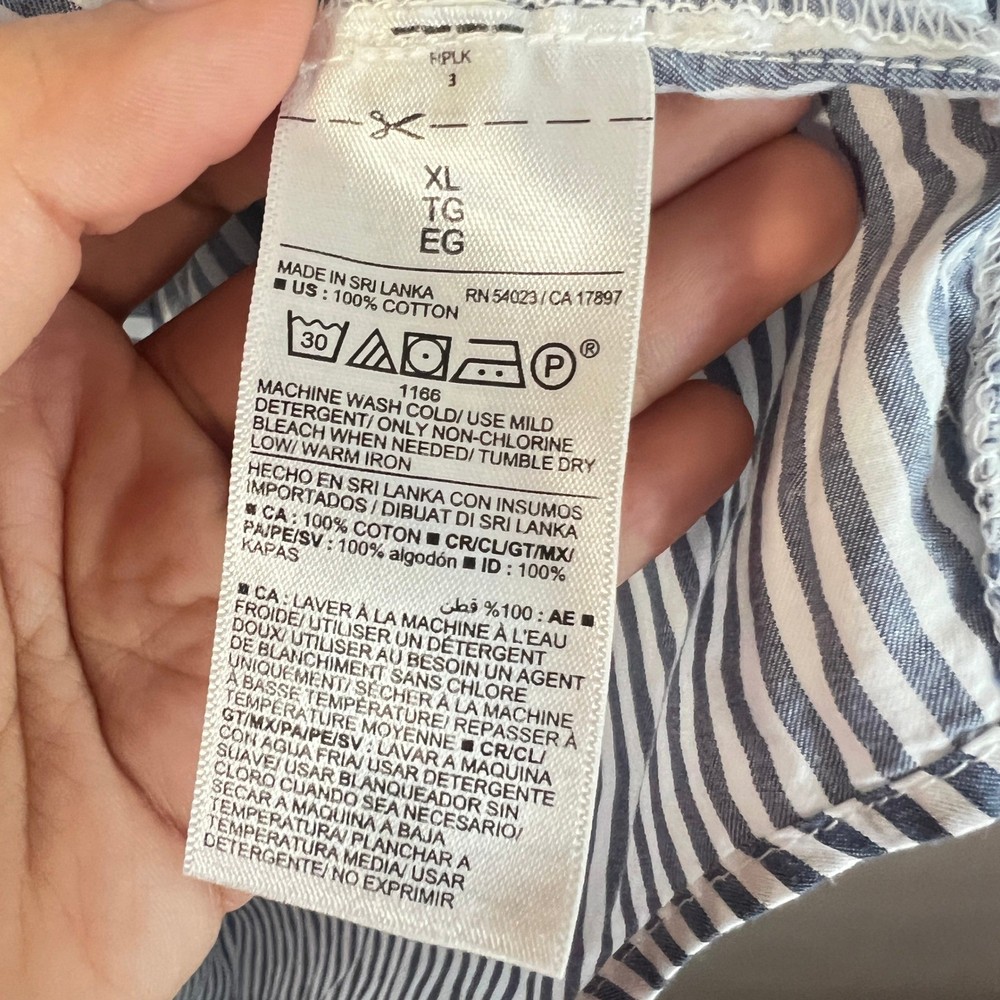 3
XL
TG
EG
MADE IN SRI LANKA RN 54023 / CA 17897
■ US : 100% COTTON
30 P ®
1166
MACHINE WASH COLD/ USE MILD
DETERGENT/ ONLY NON-CHLORINE
BLEACH WHEN NEEDED/ TUMBLE DRY
LOW/ WARM IRON
HECHO EN SRI LANKA CON INSUMOS
IMPORTADOS / DIBUAT DI SRI LANKA
■ CA : 100% COTON ■ CR/CL/GT/MX/
PA/PE/SV : 100% algodón ■ ID : 100%
KAPAS
■ AE : 100% قطن
■ CA : LAVER À LA MACHINE À L'EAU
FROIDE/ UTILISER UN DÉTERGENT
DOUX/ UTILISER AU BESOIN UN AGENT
DE BLANCHIMENT SANS CHLORE
UNIQUEMENT/ SÉCHER À LA MACHINE
À BASSE TEMPÉRATURE/ REPASSER À
TEMPÉRATURE MOYENNE ■ CR/CL/
GT/MX/PA/PE/SV : LAVAR A MAQUINA
CON AGUA FRIA/ USAR DETERGENTE
SUAVE/ USAR BLANQUEADOR SIN
CLORO CUANDO SEA NECESARIO/
SECAR A MAQUINA A BAJA
TEMPERATURA/ PLANCHAR A
TEMPERATURA MEDIA/ USAR
DETERGENTE/ NO EXPRIMIR